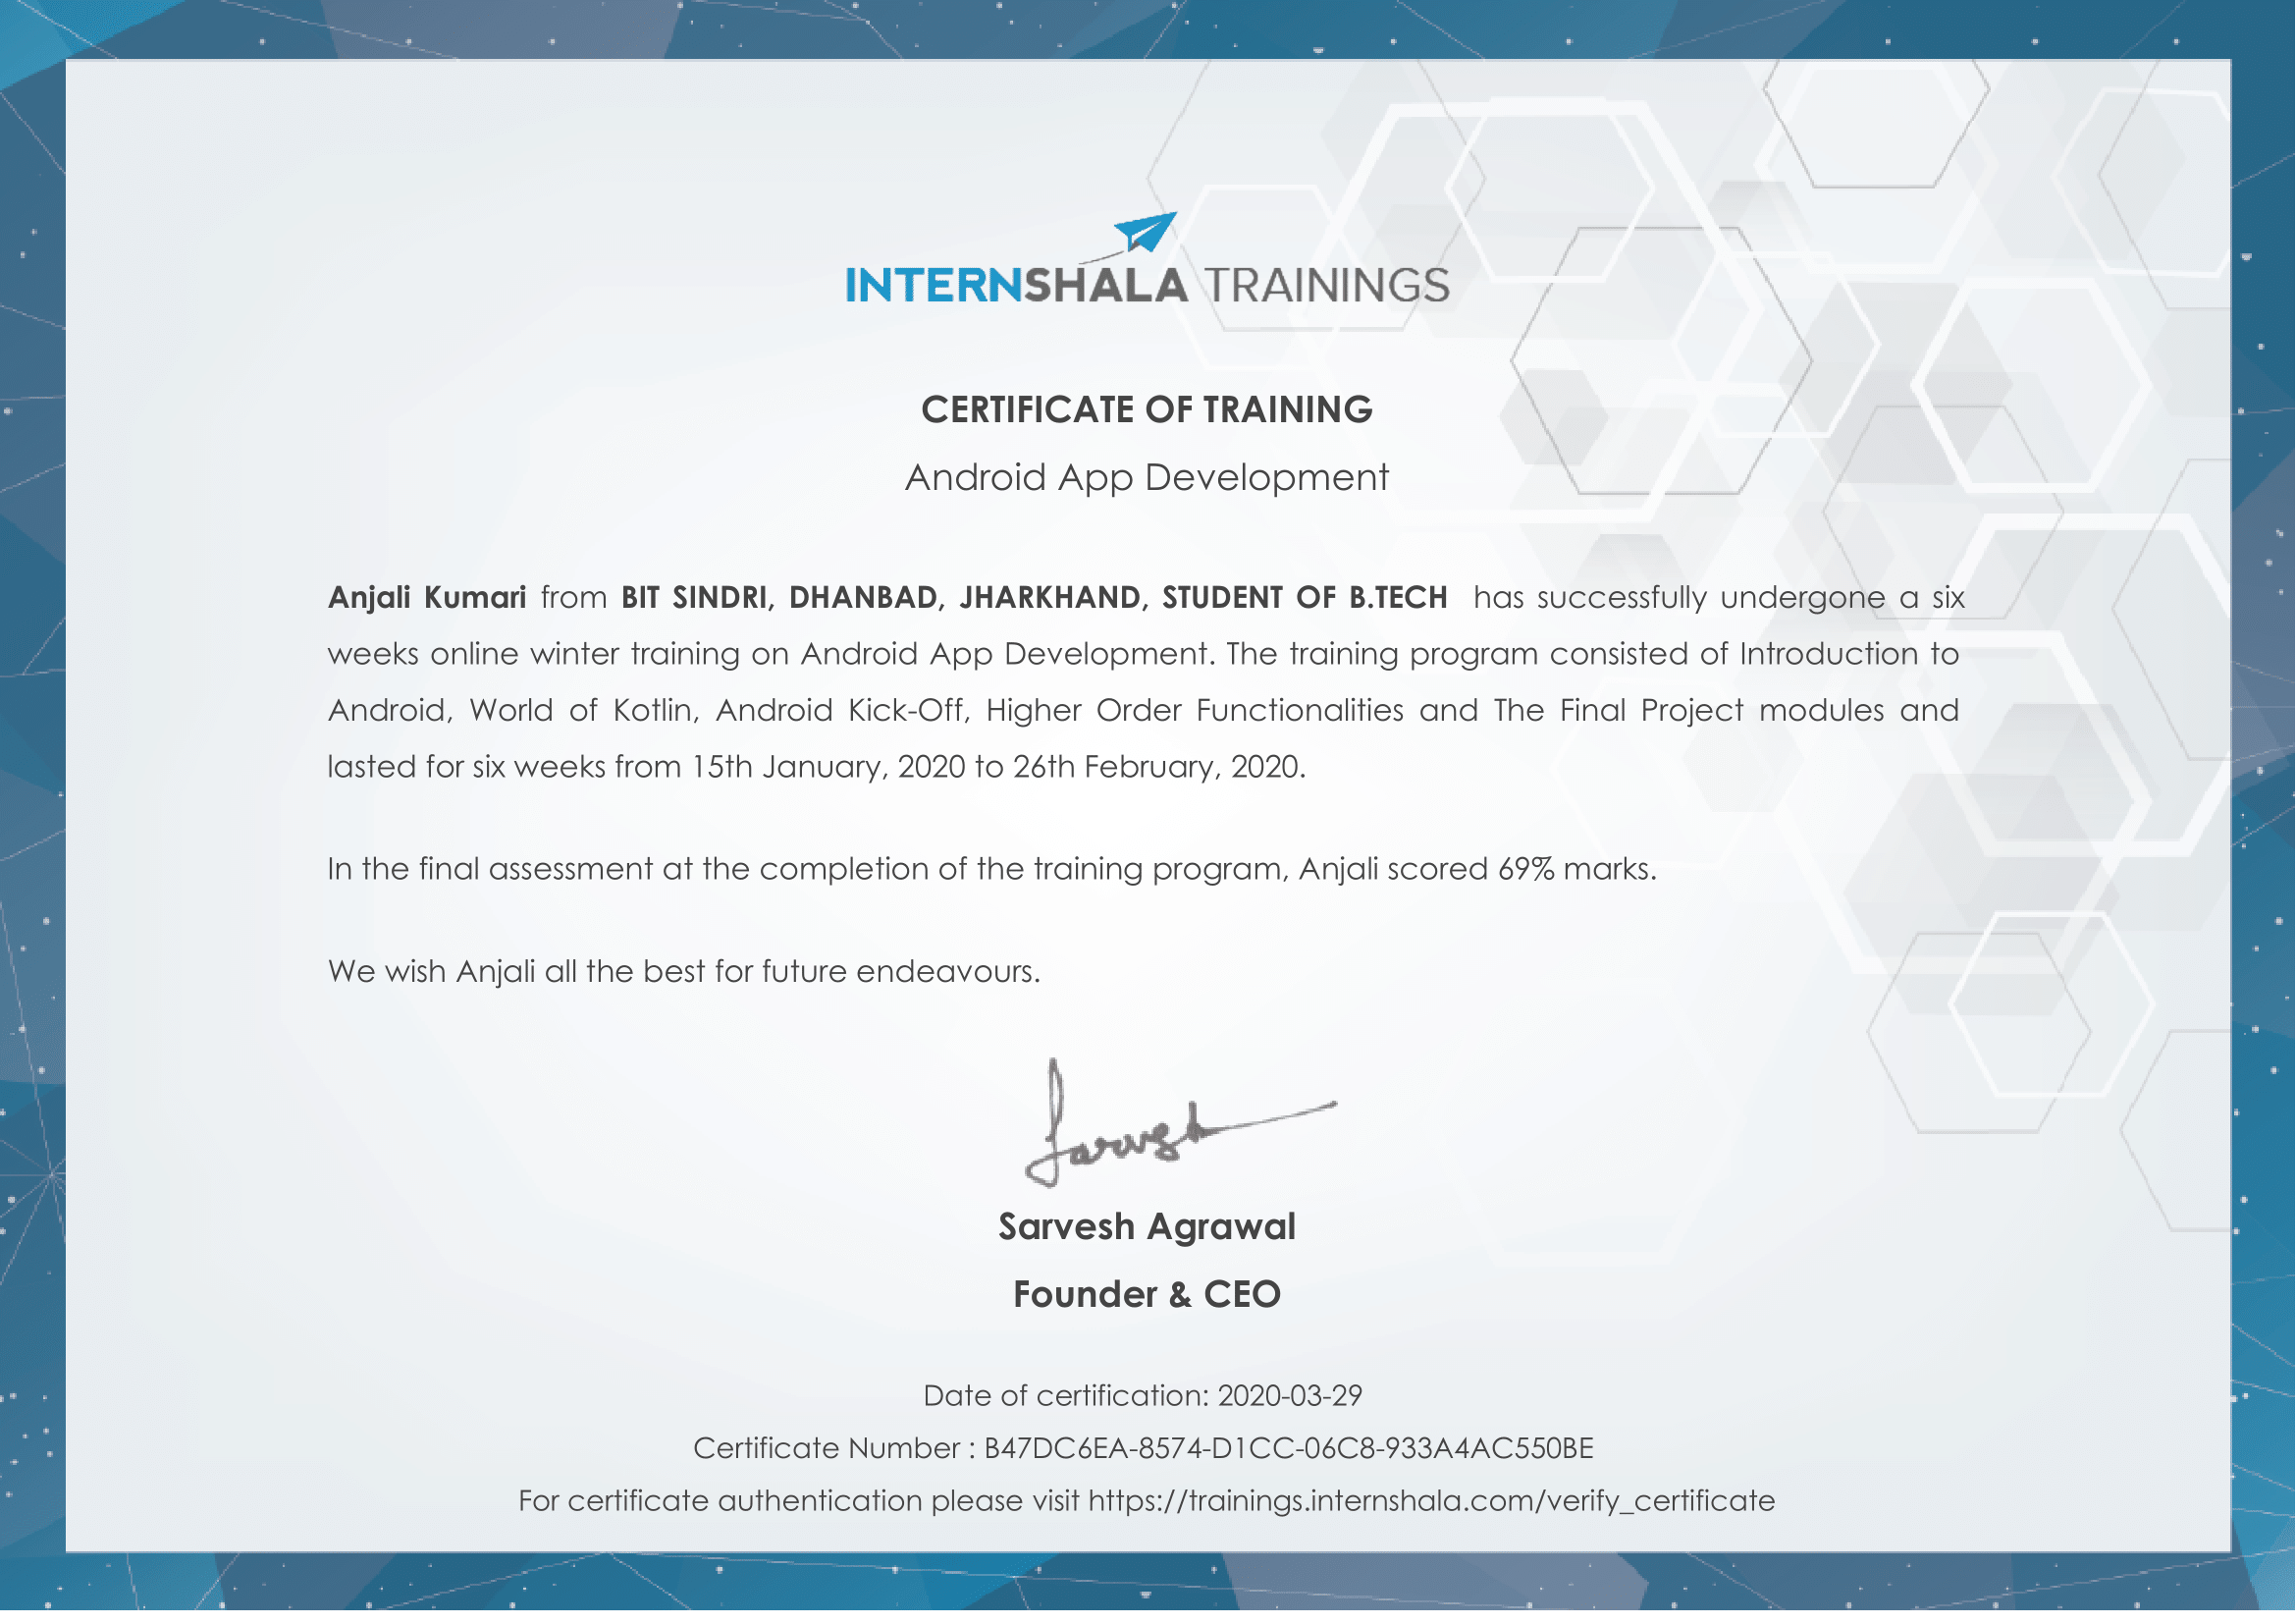 INTERNSHALA TRAININGS
CERTIFICATE OF TRAINING
Android App Development
Anjali Kumari from BIT SINDRI, DHANBAD, JHARKHAND, STUDENT OF B.TECH has successfully undergone a six
weeks online winter training on Android App Development. The training program consisted of Introduction to
Android, World of Kotlin, Android Kick-Off, Higher Order Functionalities and The Final Project modules and
lasted for six weeks from 15th January, 2020 to 26th February, 2020.
In the final assessment at the completion of the training program, Anjali scored 69% marks.
We wish Anjali all the best for future endeavours.
Sarvesh Agrawal
Founder & CEO
Date of certification: 2020-03-29
Certificate Number : B47DC6EA-8574-D1CC-06C8-933A4AC550BE
For certificate authentication please visit https://trainings.internshala.com/verify_certificate